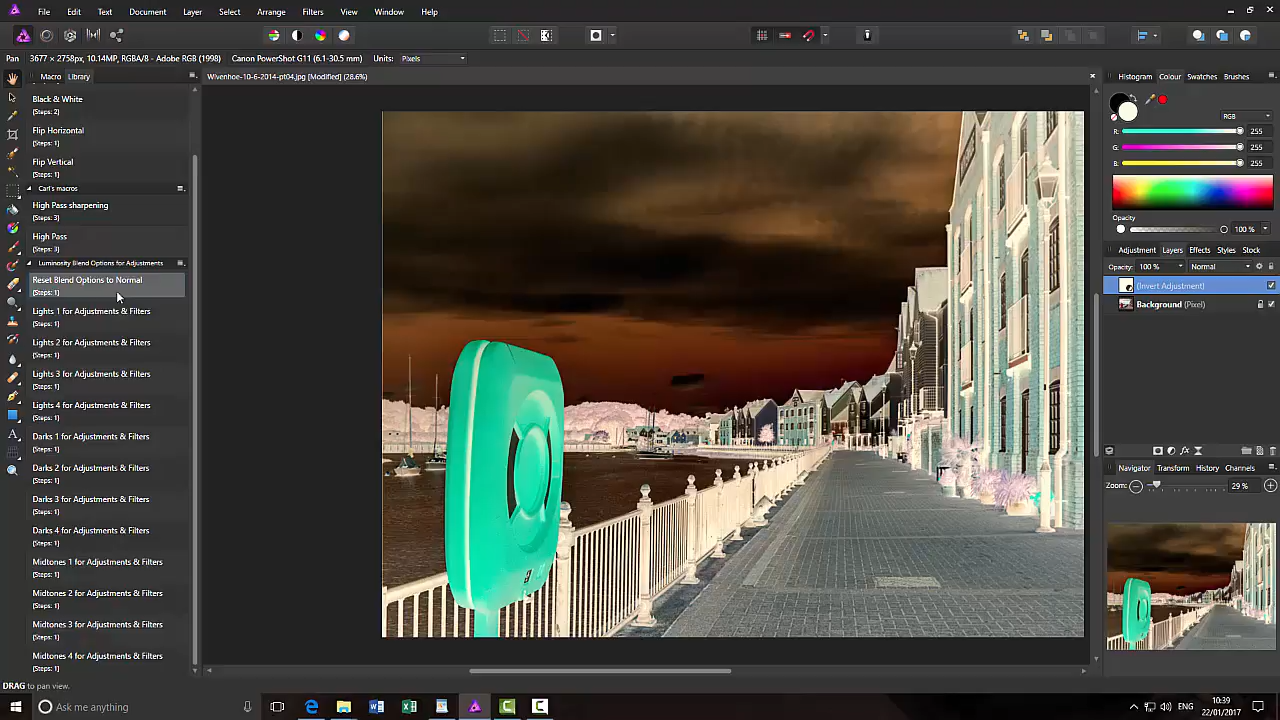 File Edit Text Document Layer Select Arrange Filters View Window Help
Pan 3677 x 2758px, 10.14MP, RGBA/8 - Adobe RGB (1998) Canon PowerShot G11 (6.1-30.5 mm) Units: Pixels
Macro Library
Wivenhoe-10-6-2014-pt04.jpg [Modified] (28.6%)
Histogram Colour Swatches Brushes
Black & White
(Steps: 2)
Flip Horizontal
(Steps: 1)
Flip Vertical
(Steps: 1)
Carl's macros
High Pass sharpening
(Steps: 3)
High Pass
(Steps: 3)
Luminosity Blend Options for Adjustments
Reset Blend Options to Normal
(Steps: 1)
Lights 1 for Adjustments & Filters
(Steps: 1)
Lights 2 for Adjustments & Filters
(Steps: 1)
Lights 3 for Adjustments & Filters
(Steps: 1)
Lights 4 for Adjustments & Filters
(Steps: 1)
Darks 1 for Adjustments & Filters
(Steps: 1)
Darks 2 for Adjustments & Filters
(Steps: 1)
Darks 3 for Adjustments & Filters
(Steps: 1)
Darks 4 for Adjustments & Filters
(Steps: 1)
Midtones 1 for Adjustments & Filters
(Steps: 1)
Midtones 2 for Adjustments & Filters
(Steps: 1)
Midtones 3 for Adjustments & Filters
(Steps: 1)
Midtones 4 for Adjustments & Filters
(Steps: 1)
RGB
R: 255
G: 255
B: 255
Opacity
100 %
Adjustment Layers Effects Styles Stock
Opacity: 100 % Normal
(Invert Adjustment)
Background (Pixel)
Navigator Transform History Channels
Zoom: 29 %
DRAG to pan view.
Ask me anything
ENG
10:39
22/01/2017